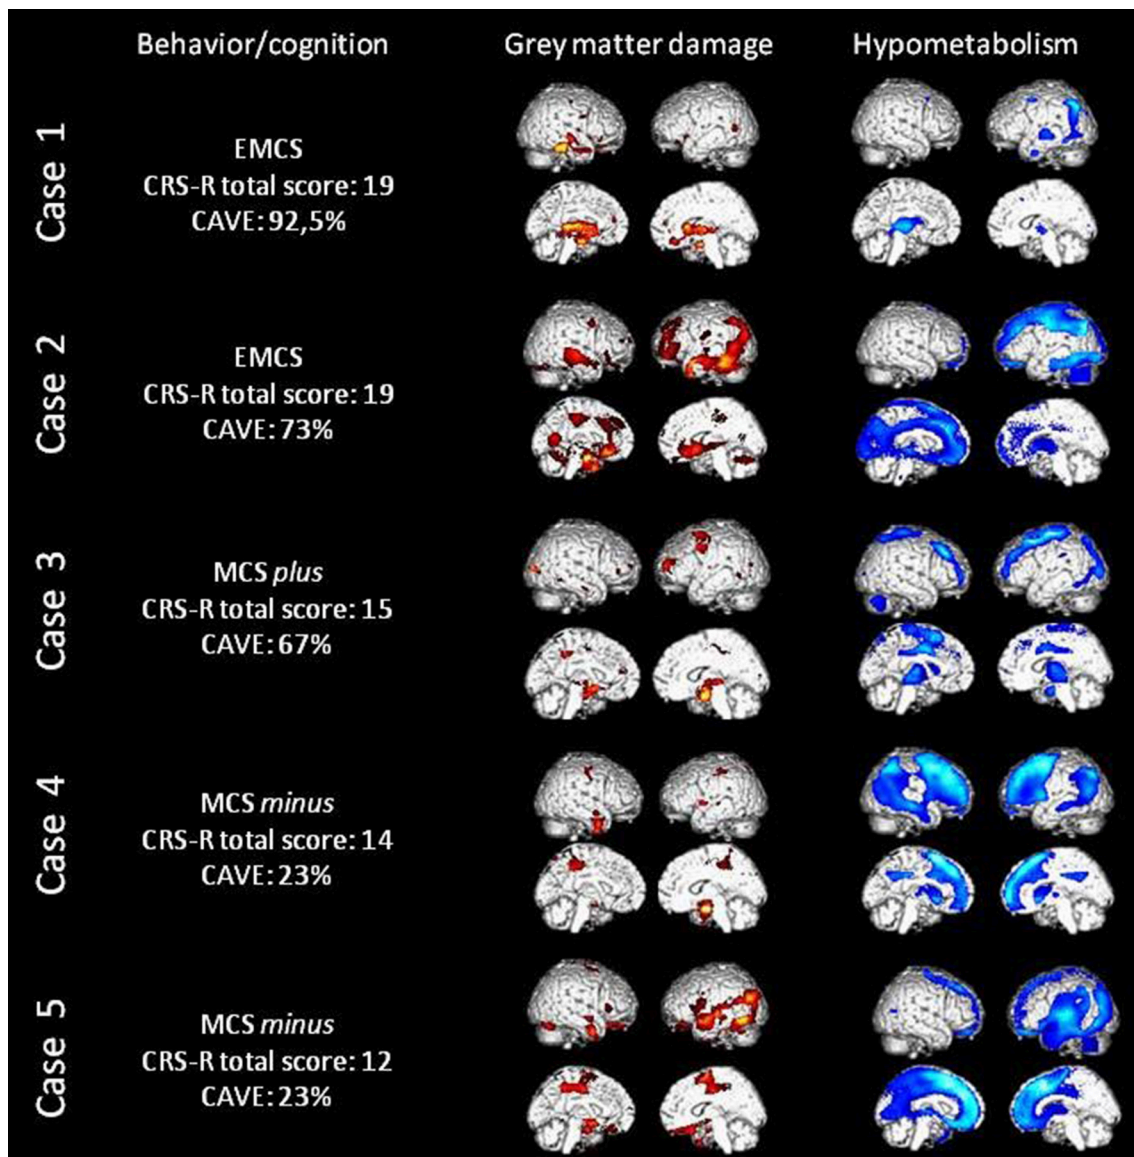 Behavior/cognition
Grey matter damage
Hypometabolism
Case 1
EMCS
CRS-R total score: 19
CAVE: 92,5%
Case 2
EMCS
CRS-R total score: 19
CAVE: 73%
Case 3
MCS plus
CRS-R total score: 15
CAVE: 67%
Case 4
MCS minus
CRS-R total score: 14
CAVE: 23%
Case 5
MCS minus
CRS-R total score: 12
CAVE: 23%